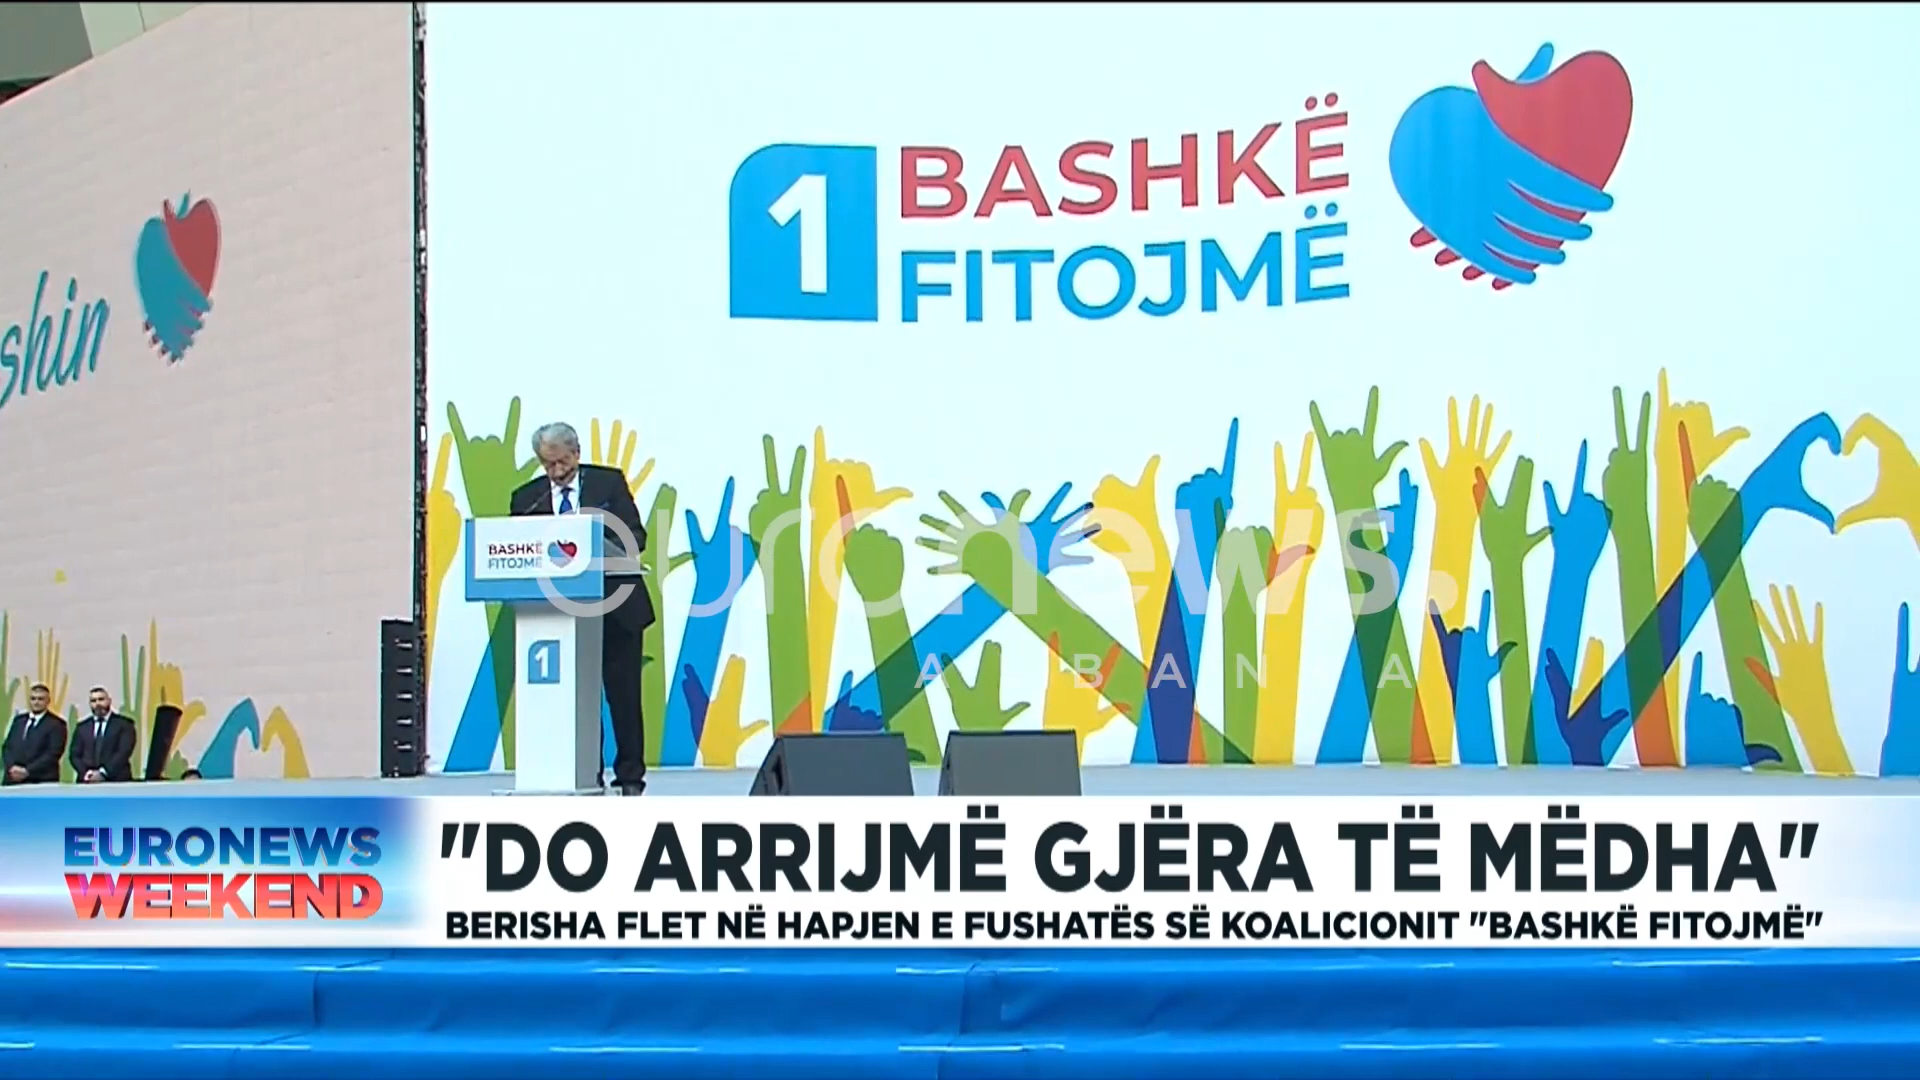 shin
1
BASHKË
FITOJMË
BASHKË
FITOJMË
1
euronews.
ALBANIA
EURONEWS
WEEKEND
"DO ARRIJMË GJËRA TË MËDHA"
BERISHA FLET NË HAPJEN E FUSHATËS SË KOALICIONIT "BASHKË FITOJMË"